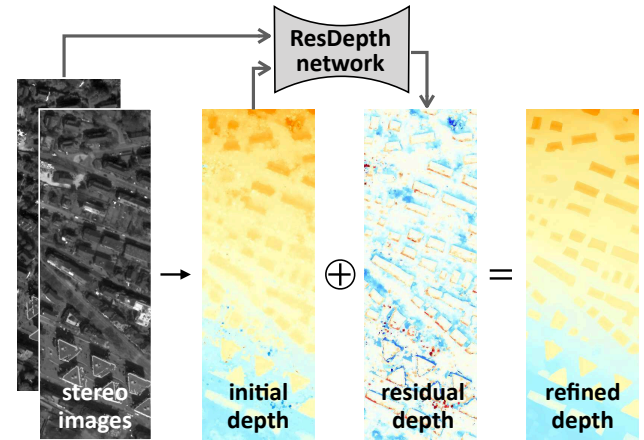 ResDepth
network
stereo
images
initial
depth
residual
depth
refined
depth